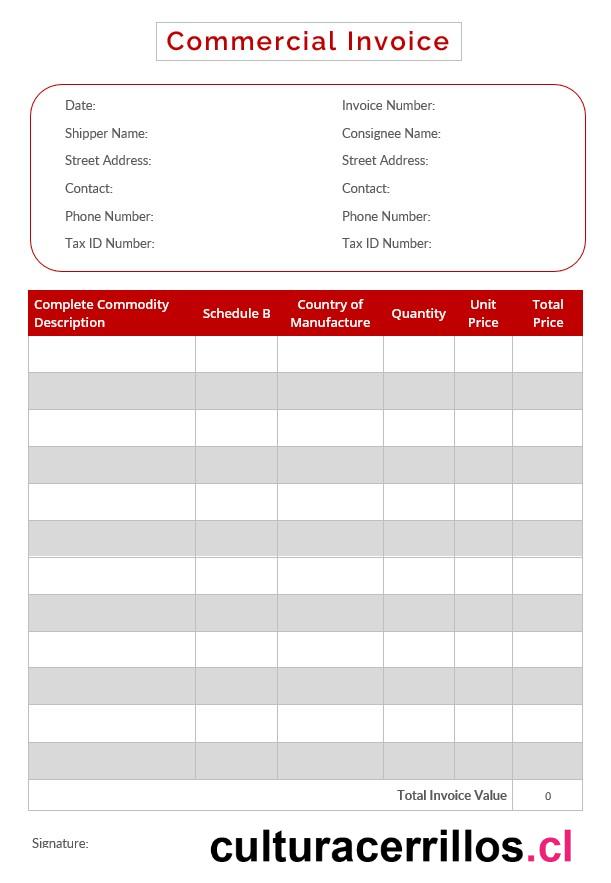 Commercial Invoice
Date:
Invoice Number:
Shipper Name:
Consignee Name:
Street Address:
Street Address:
Contact:
Contact:
Phone Number:
Phone Number:
Tax ID Number:
Tax ID Number:
Complete Commodity
Description
Schedule B
Country of
Manufacture
Quantity
Unit
Price
Total
Price
Total Invoice Value
0
Signature:
culturacerrillos.cl